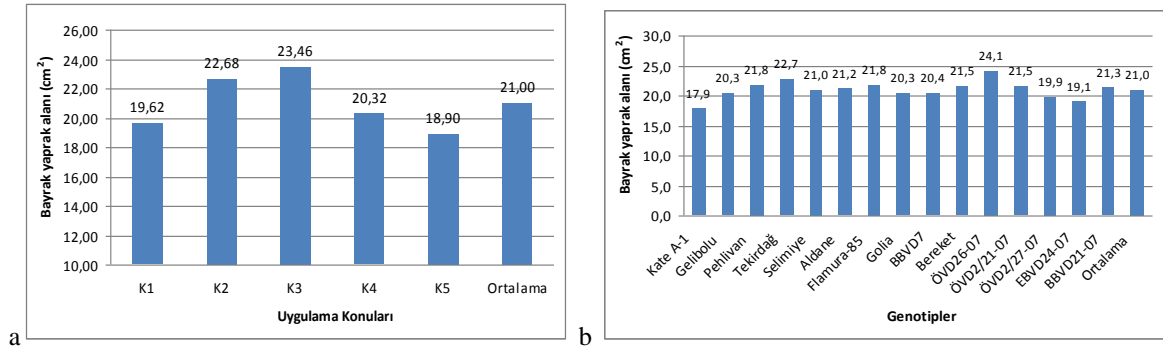 Bayrak yaprak alanı (cm²)
26,00
24,00
22,00
20,00
18,00
16,00
14,00
12,00
10,00
19,62
22,68
23,46
20,32
18,90
21,00
K1 K2 K3 K4 K5 Ortalama
Uygulama Konuları
a
Bayrak yaprak alanı (cm²)
30,0
25,0
20,0
15,0
10,0
5,0
0,0
17,9 20,3 21,8 22,7 21,0 21,2 21,8 20,3 20,4 21,5 24,1 21,5 19,9 19,1 21,3 21,0
Kate A-1
Gelibolu
Pehlivan
Tekirdağ
Selimiye
Aldane
Flamura-85
Golia
BBVD7
Bereket
ÖVD26-07
ÖVD2/21-07
ÖVD2/27-07
EBVD24-07
BBVD21-07
Ortalama
Genotipler
b